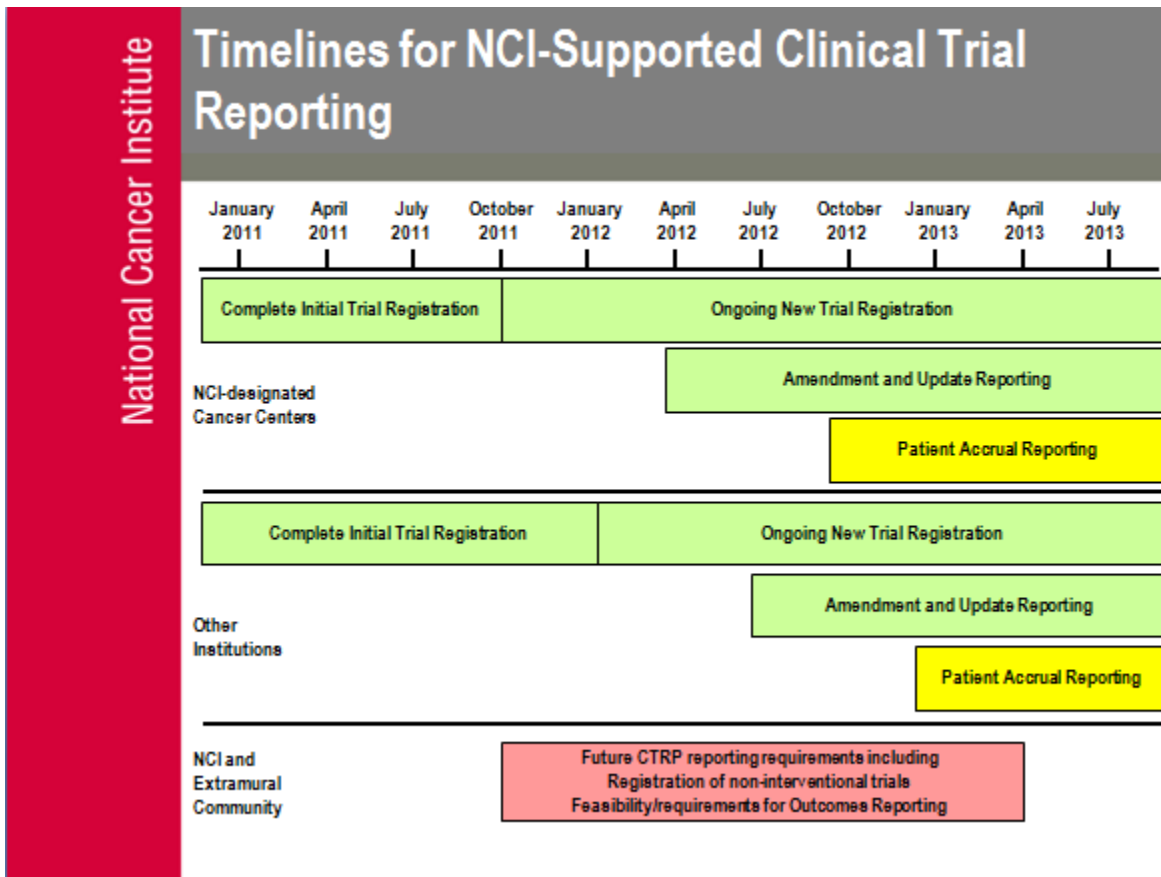 National Cancer Institute
Timelines for NCI-Supported Clinical Trial
Reporting
January April July October January April July October January April July
2011 2011 2011 2011 2012 2012 2012 2012 2013 2013 2013
Complete Initial Trial Registration
Ongoing New Trial Registration
Amendment and Update Reporting
NCI-designated
Cancer Centers
Patient Accrual Reporting
Complete Initial Trial Registration
Ongoing New Trial Registration
Amendment and Update Reporting
Other
Institutions
Patient Accrual Reporting
NCI and
Extramural
Community
Future CTRP reporting requirements including
Registration of non-interventional trials
Feasibility/requirements for Outcomes Reporting